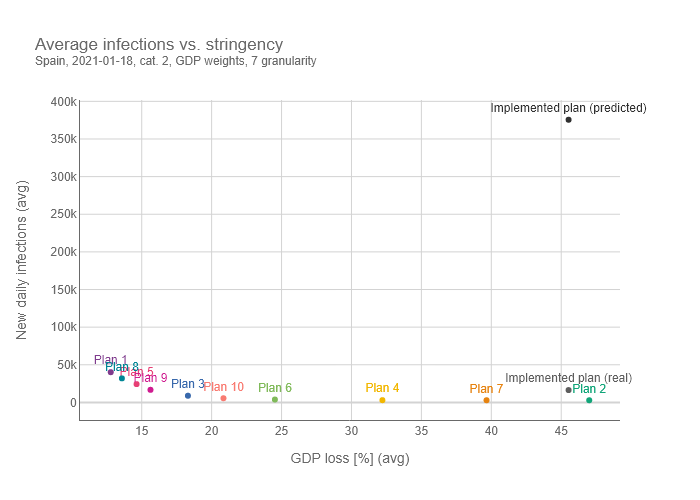 Average infections vs. stringency
Spain, 2021-01-18, cat. 2, GDP weights, 7 granularity
New daily infections (avg)
400k
350k
300k
250k
200k
150k
100k
50k
0
Implemented plan (predicted)
Plan 1
Plan 8
Plan 5
Plan 9
Plan 3
Plan 10
Plan 6
Plan 4
Plan 7
Implemented plan (real)
Plan 2
15
20
25
30
35
40
45
GDP loss [%] (avg)